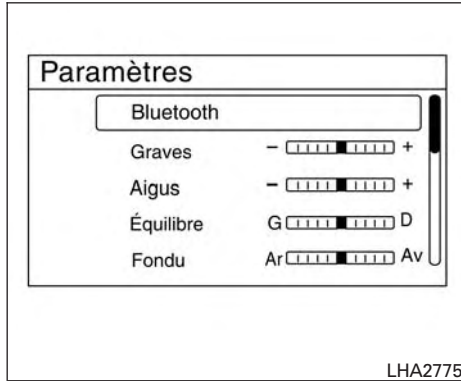 Paramètres
Bluetooth
Graves - +
Aigus - +
Équilibre G D
Fondu Ar Av
LHA2775